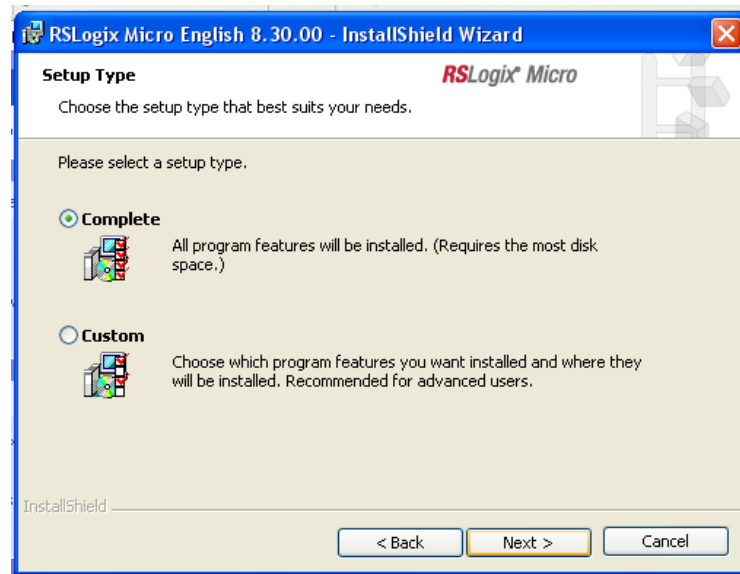 RSLogix Micro English 8.30.00 - InstallShield Wizard
Setup Type
RSLogix Micro
Choose the setup type that best suits your needs.
Please select a setup type.
Complete
All program features will be installed. (Requires the most disk
space.)
Custom
Choose which program features you want installed and where they
will be installed. Recommended for advanced users.
InstallShield
< Back
Next >
Cancel